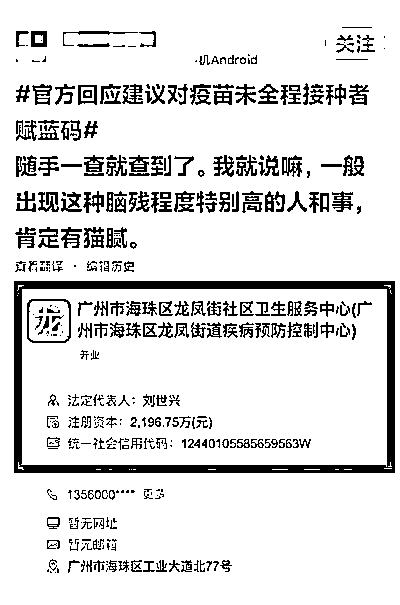 关注
机Android
#官方回应建议对疫苗未全程接种者
赋蓝码#
随手一查就查到了。我就说嘛，一般
出现这种脑残程度特别高的人和事，
肯定有猫腻。
查看翻译 · 编辑历史
龙
广州市海珠区龙凤街社区卫生服务中心(广
州市海珠区龙凤街道疾病预防控制中心)
开业
法定代表人：刘世兴
注册资本：2,196.75万(元)
统一社会信用代码：12440105585659563W
1356000**** 更多
暂无网址
暂无邮箱
广州市海珠区工业大道北77号